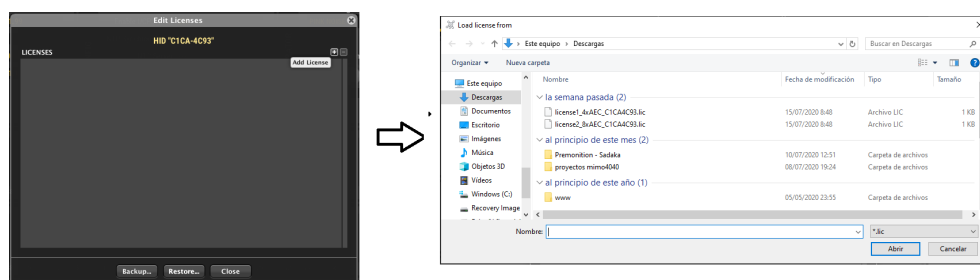 Edit Licenses
HID "C1CA-4C93"
LICENSES
Add License
Backup... Restore... Close
Load license from
Este equipo > Descargas
Buscar en Descargas
Organizar Nueva carpeta
Nombre Fecha de modificación Tipo Tamaño
Este equipo
Descargas
Documentos
Escritorio
Imágenes
Música
Objetos 3D
Vídeos
Windows (C:)
Recovery Image
la semana pasada (2)
license1_4xAEC_C1CA4C93.lic 15/07/2020 8:48 Archivo LIC 1 KB
license2_8xAEC_C1CA4C93.lic 15/07/2020 8:48 Archivo LIC 1 KB
al principio de este mes (2)
Premonition - Sadaka 10/07/2020 12:51 Carpeta de archivos
proyectos mimo4040 08/07/2020 19:24 Carpeta de archivos
al principio de este año (1)
www 05/05/2020 23:55 Carpeta de archivos
Nombre: *.lic
Abrir Cancelar